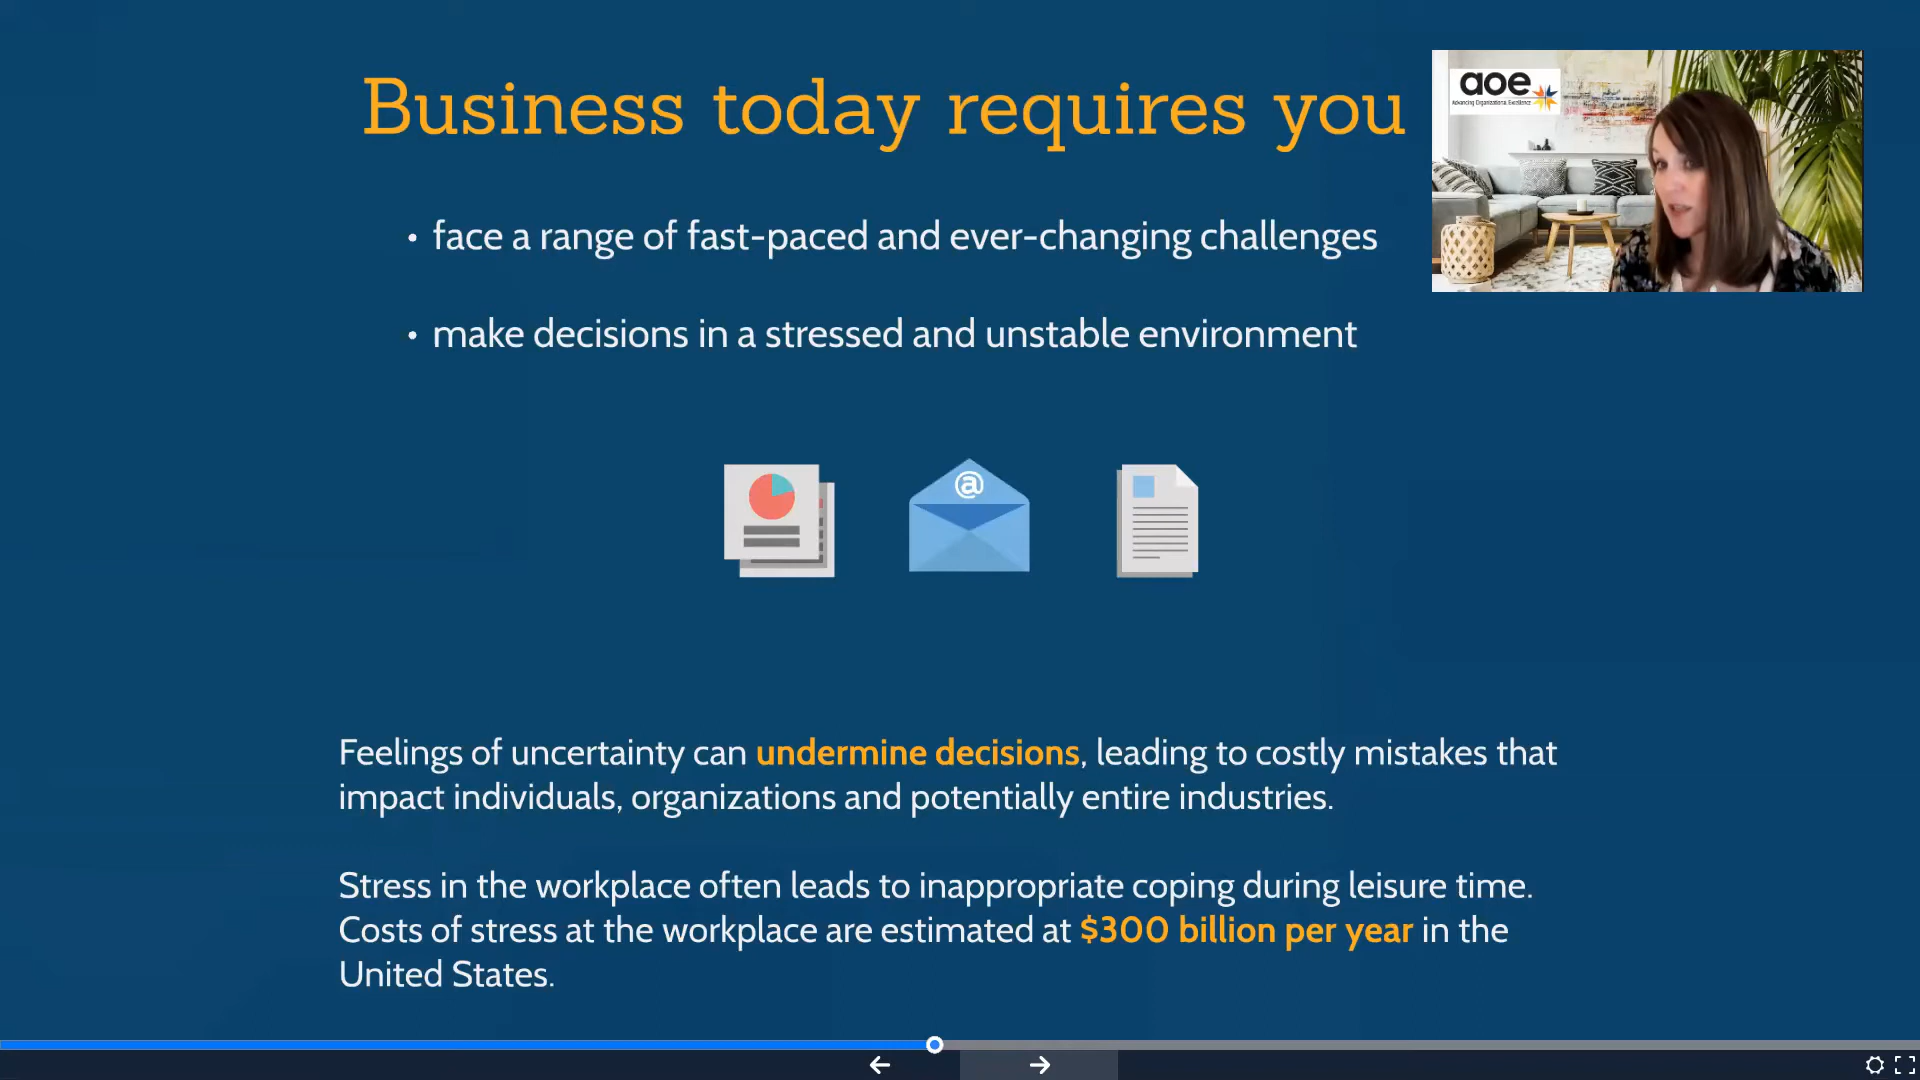 Business today requires you
aoe
Advancing Organizational Excellence
• face a range of fast-paced and ever-changing challenges
• make decisions in a stressed and unstable environment
@
Feelings of uncertainty can undermine decisions, leading to costly mistakes that
impact individuals, organizations and potentially entire industries.
Stress in the workplace often leads to inappropriate coping during leisure time.
Costs of stress at the workplace are estimated at $300 billion per year in the
United States.